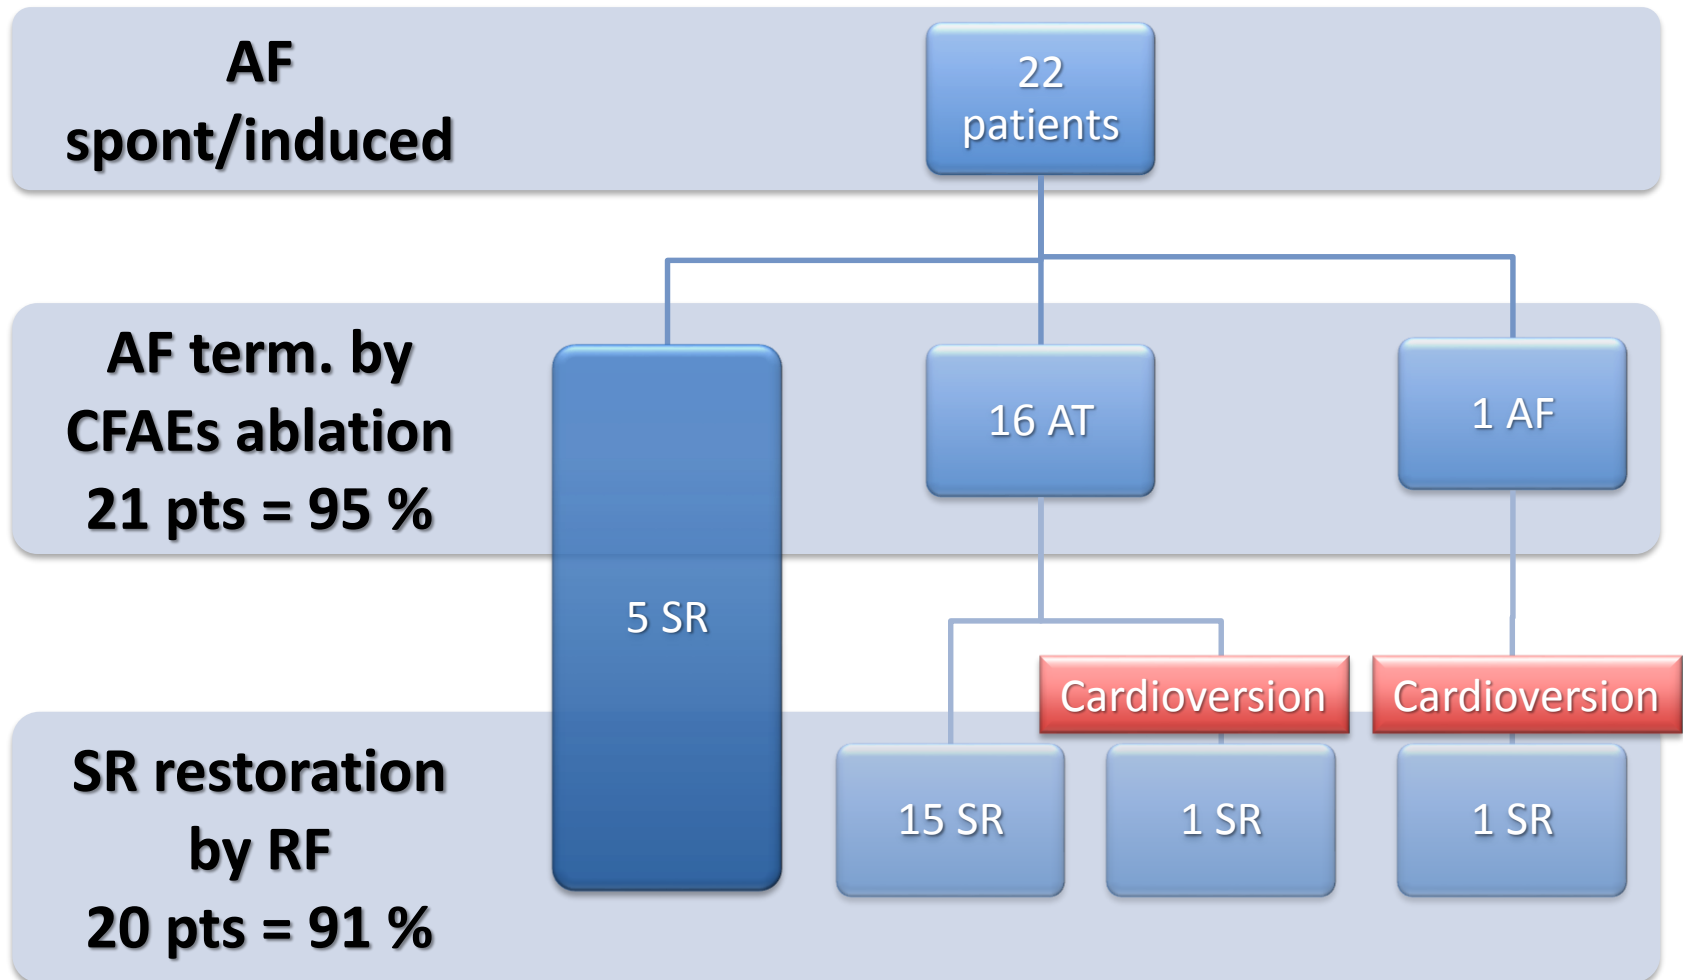 AF
spont/induced
22
patients
AF term. by
CFAEs ablation
21 pts = 95 %
5 SR
16 AT
1 AF
Cardioversion
Cardioversion
SR restoration
by RF
20 pts = 91 %
15 SR
1 SR
1 SR